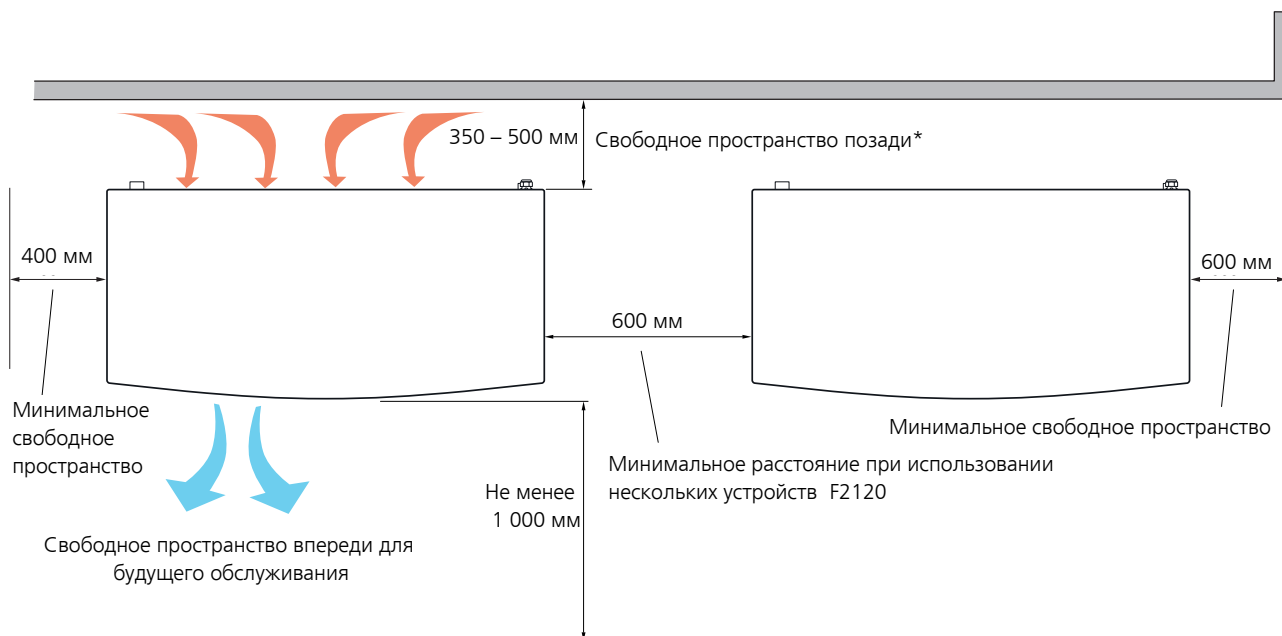 350 – 500 мм
Свободное пространство позади*
400 мм
600 мм
600 мм
Минимальное
свободное
пространство
Минимальное свободное пространство
Минимальное расстояние при использовании
нескольких устройств F2120
Не менее
1 000 мм
Свободное пространство впереди для
будущего обслуживания